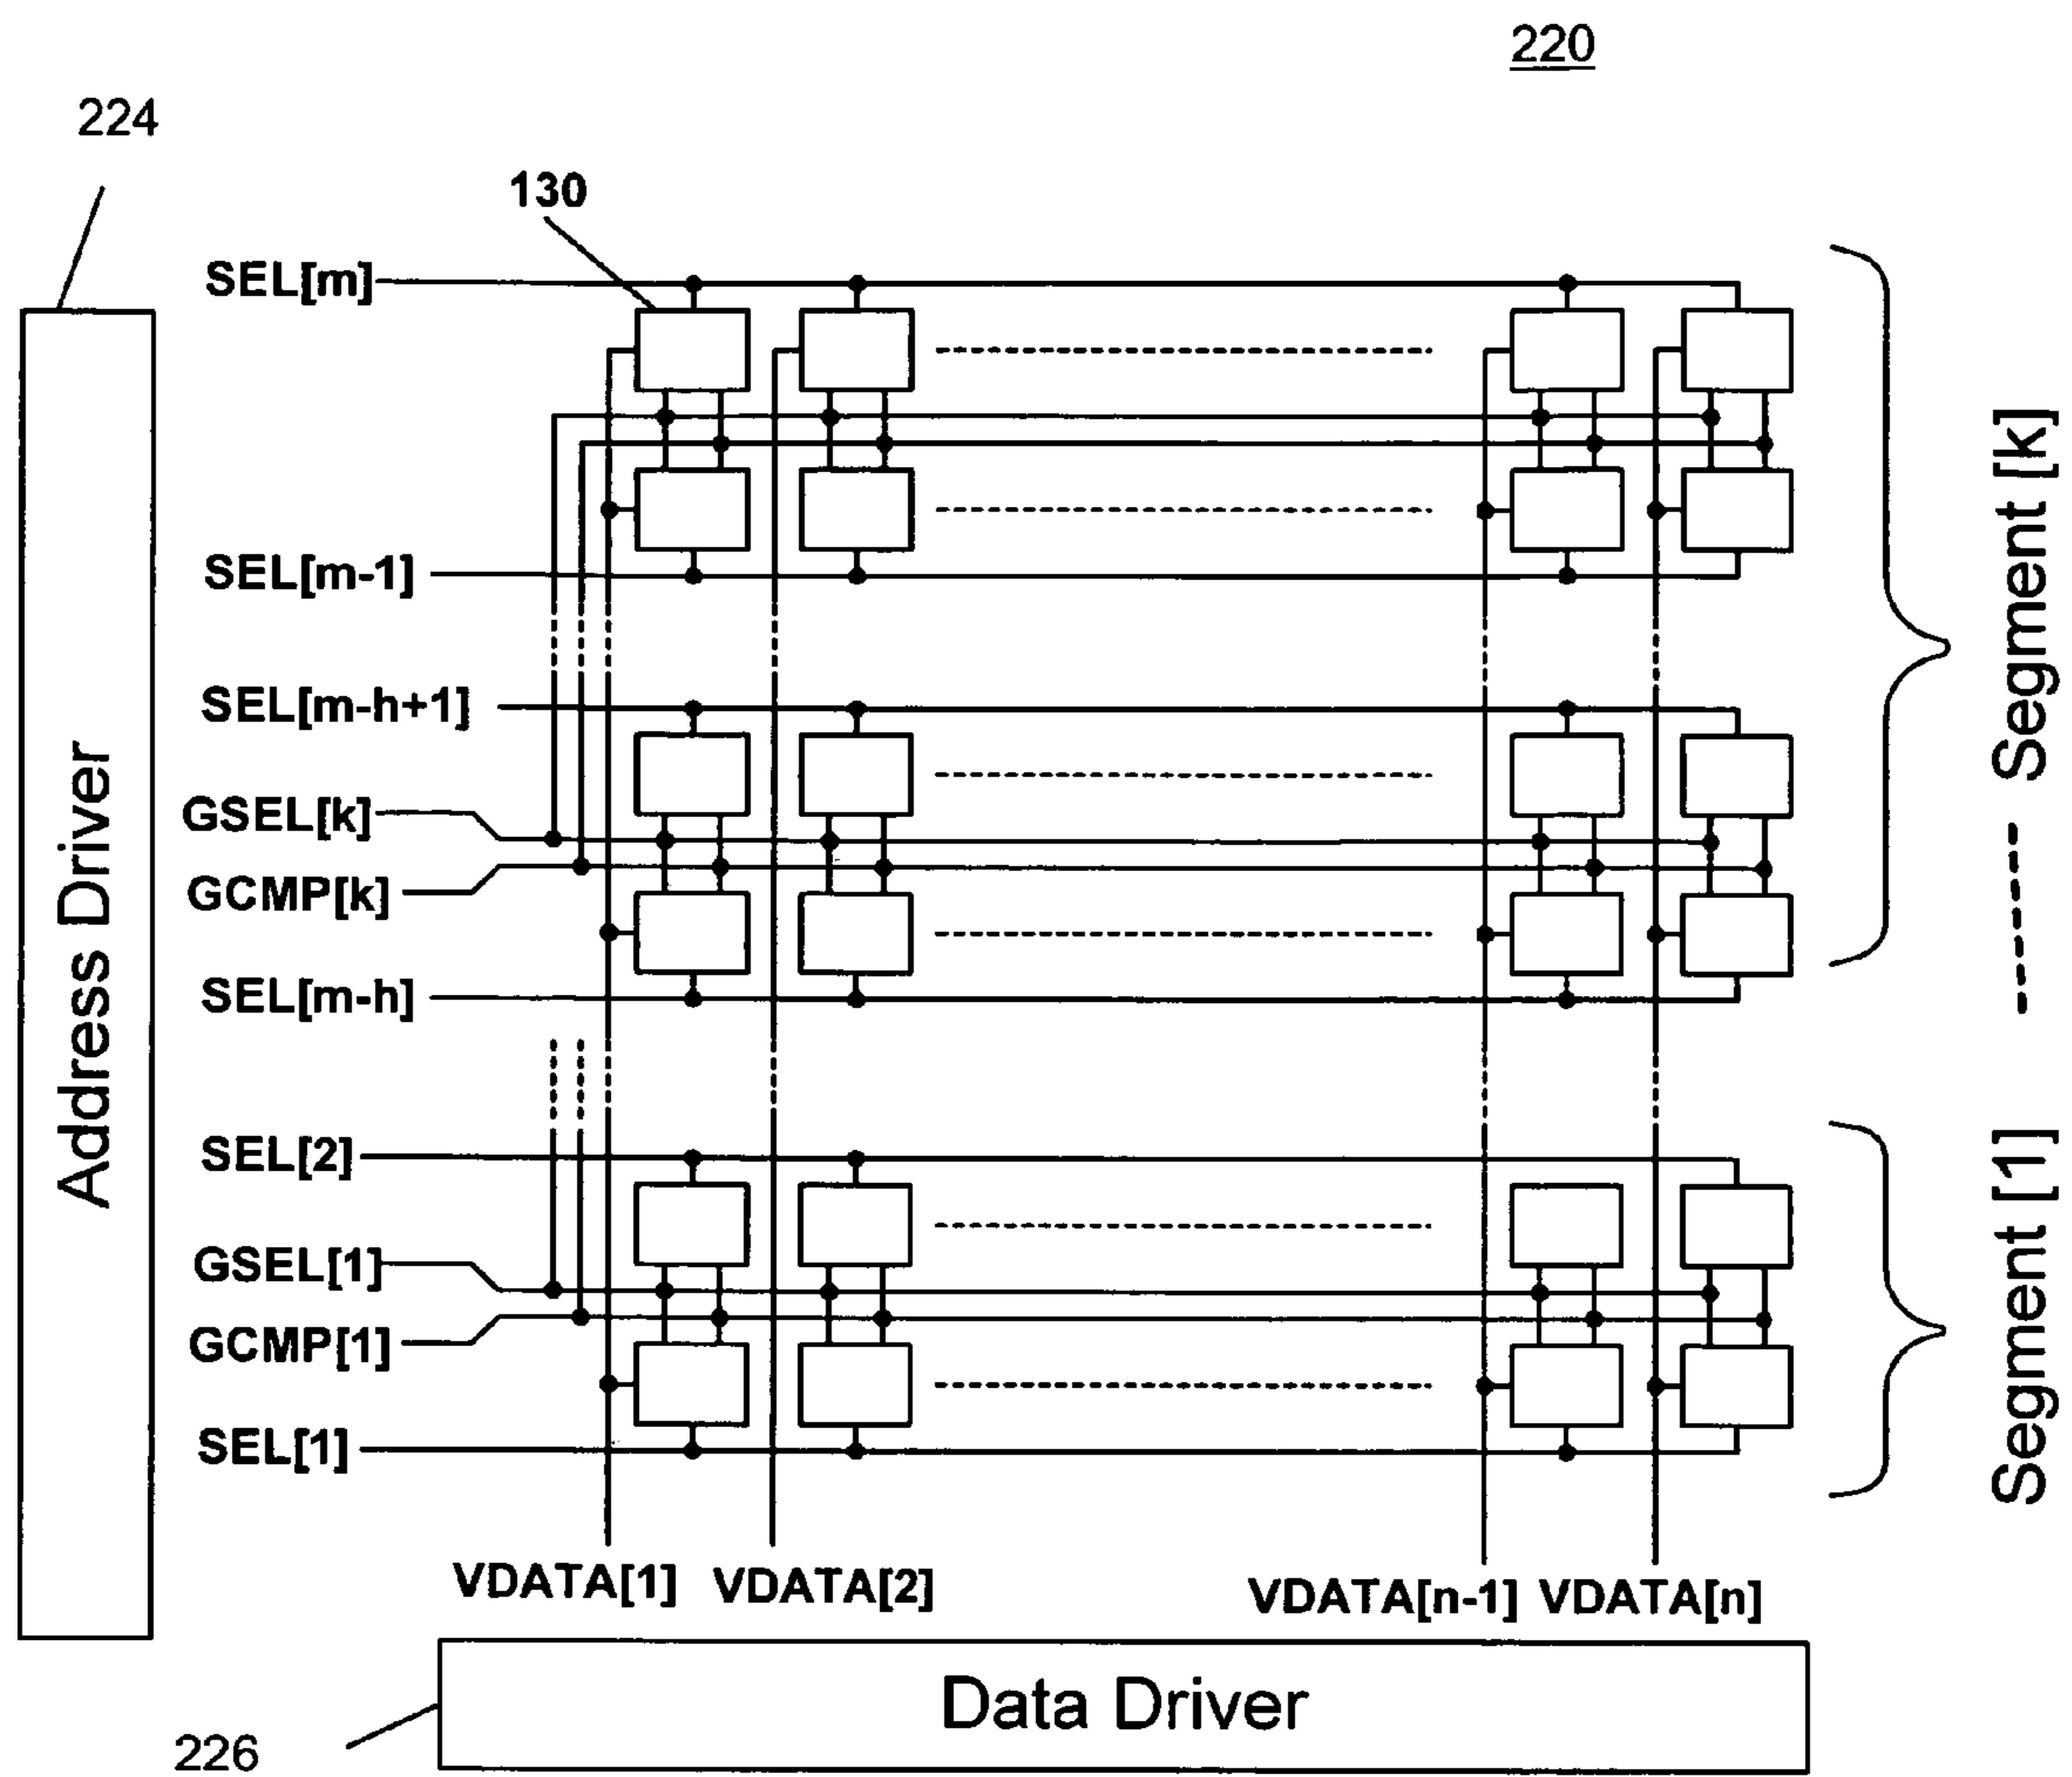 220
224
130
SEL[m]
SEL[m-1]
SEL[m-h+1]
GSEL[k]
GCMP[k]
SEL[m-h]
SEL[2]
GSEL[1]
GCMP[1]
SEL[1]
Address Driver
Segment [k]
Segment [1]
VDATA[1] VDATA[2] VDATA[n-1] VDATA[n]
Data Driver
226